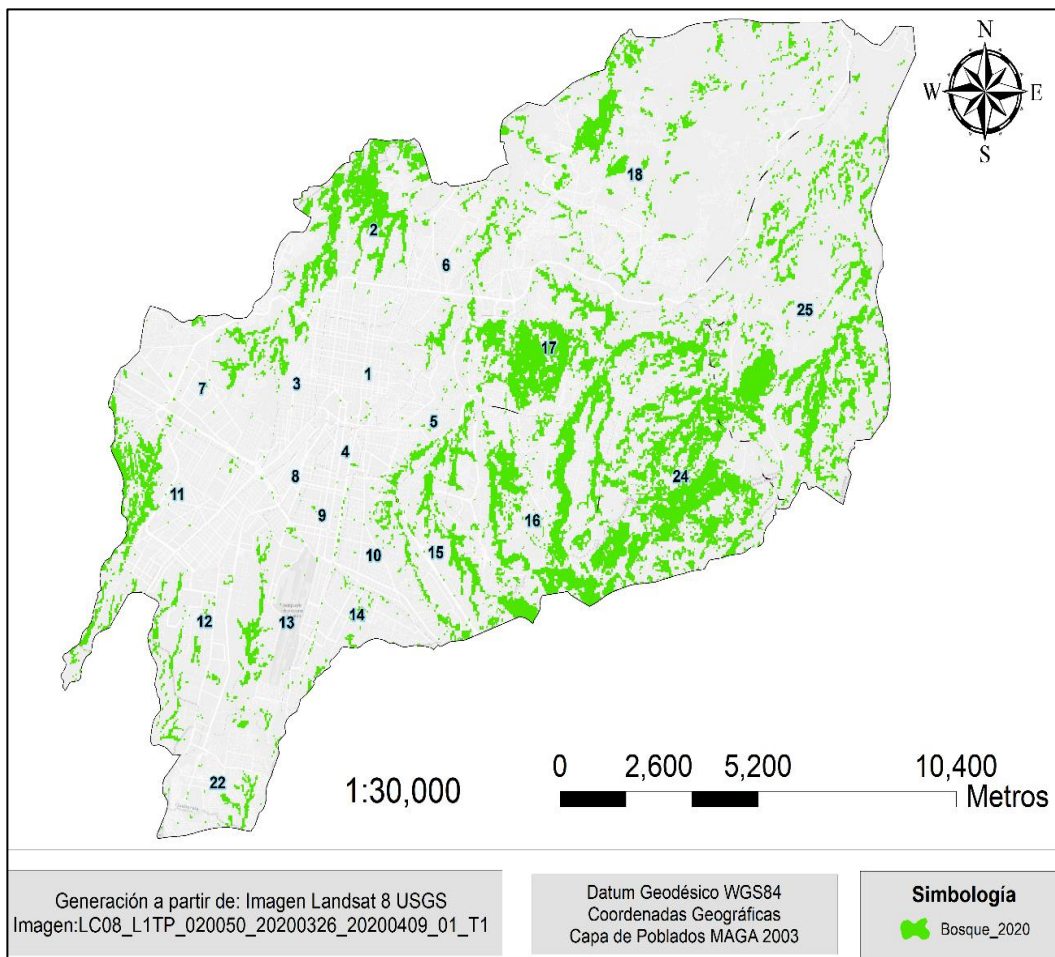 N
W E
S
18
2
6
25
17
1
7
3
5
4
24
8
11
9
16
10
15
14
12
13
22
1:30,000
0 2,600 5,200 10,400
Metros
Generación a partir de: Imagen Landsat 8 USGS
Imagen:LC08_L1TP_020050_20200326_20200409_01_T1
Datum Geodésico WGS84
Coordenadas Geográficas
Capa de Poblados MAGA 2003
Simbología
Bosque_2020